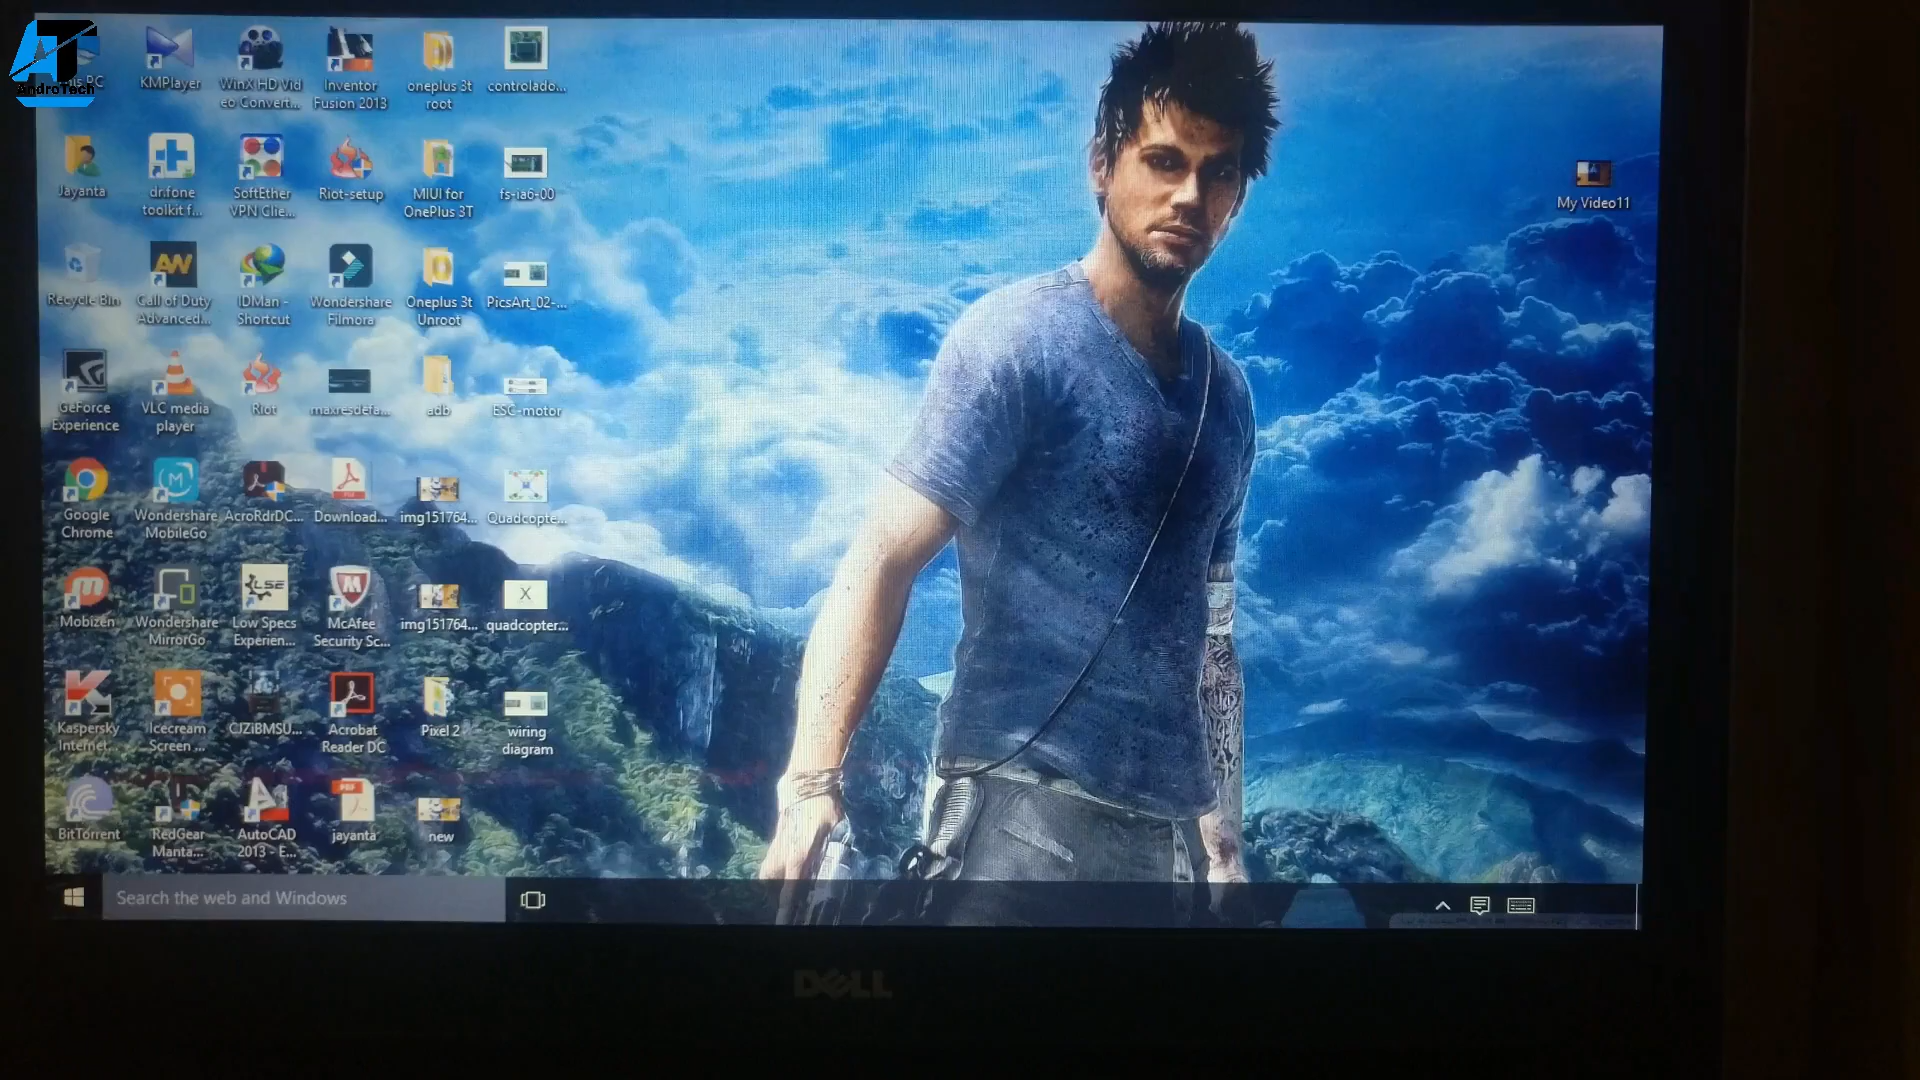 AndroTech
This PC
KMPlayer
WinX HD Vid
eo Convert...
Inventor
Fusion 2013
oneplus 3t
root
controlado...
Jayanta
dr.fone
toolkit f...
SoftEther
VPN Clie...
Riot-setup
MIUI for
OnePlus 3T
fs-ia6-00
My Video11
Recycle Bin
Call of Duty
Advanced...
IDMan -
Shortcut
Wondershare
Filmora
Oneplus 3t
Unroot
PicsArt_02-...
GeForce
Experience
VLC media
player
Riot
maxresdefa...
adb
ESC-motor
Google
Chrome
Wondershare
MobileGo
AcroRdrDC...
Download...
img151764...
Quadcopte...
Mobizen
Wondershare
MirrorGo
LSE
Low Specs
Experien...
McAfee
Security Sc...
img151764...
X
quadcopter...
Kaspersky
Internet...
Icecream
Screen ...
CJZiBMSU...
Acrobat
Reader DC
Pixel 2
wiring
diagram
BitTorrent
RedGear
Manta...
AutoCAD
2013 - E...
PDF
jayanta
new
Search the web and Windows
DELL